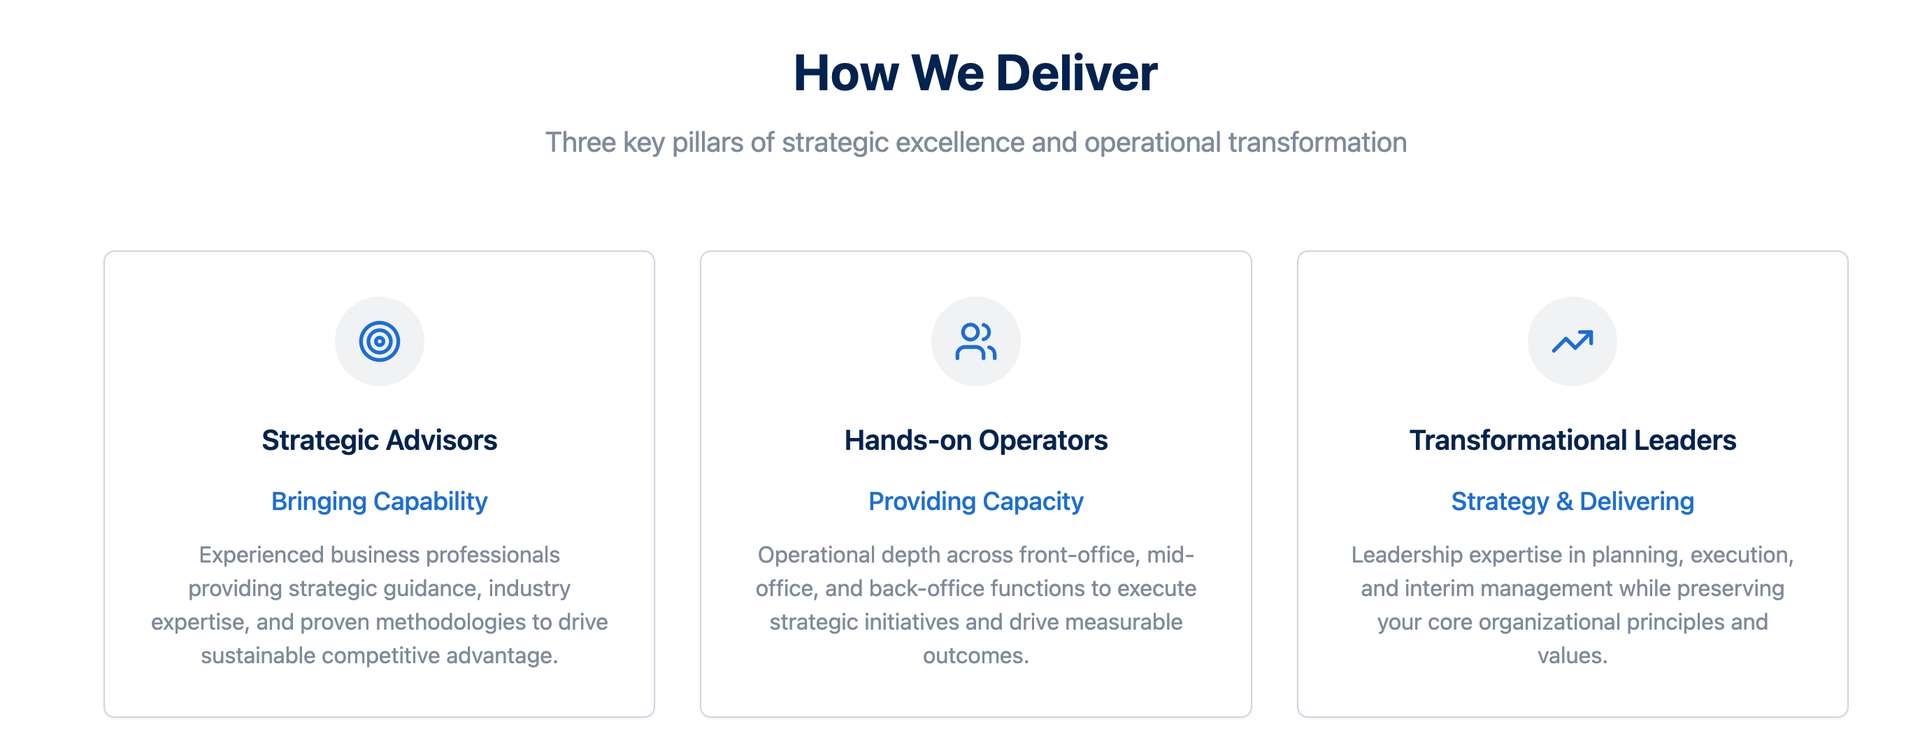 How We Deliver
Three key pillars of strategic excellence and operational transformation
Strategic Advisors
Bringing Capability
Experienced business professionals
providing strategic guidance, industry
expertise, and proven methodologies to drive
sustainable competitive advantage.
Hands-on Operators
Providing Capacity
Operational depth across front-office, mid-
office, and back-office functions to execute
strategic initiatives and drive measurable
outcomes.
Transformational Leaders
Strategy & Delivering
Leadership expertise in planning, execution,
and interim management while preserving
your core organizational principles and
values.